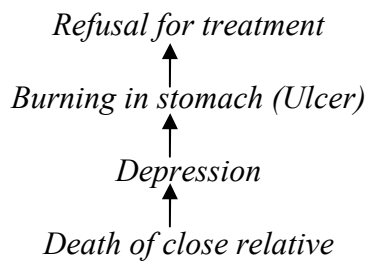 Refusal for treatment
Burning in stomach (Ulcer)
Depression
Death of close relative